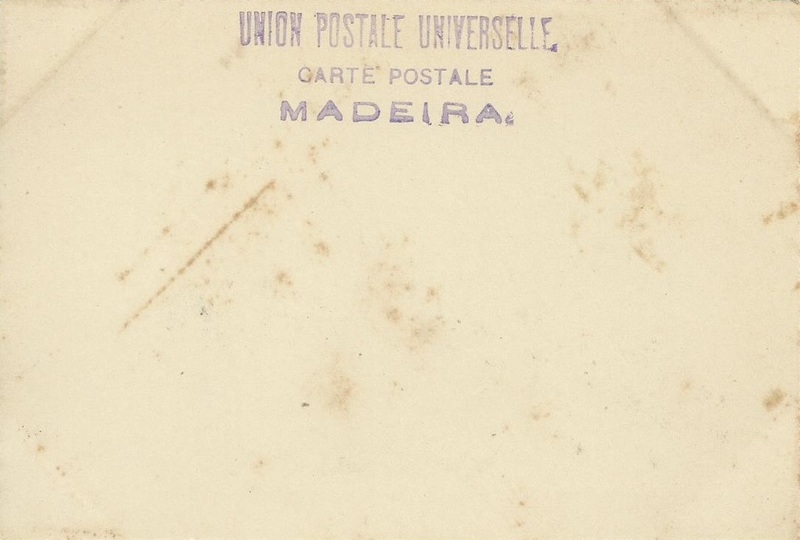 UNION POSTALE UNIVERSELLE.
CARTE POSTALE
MADEIRA.